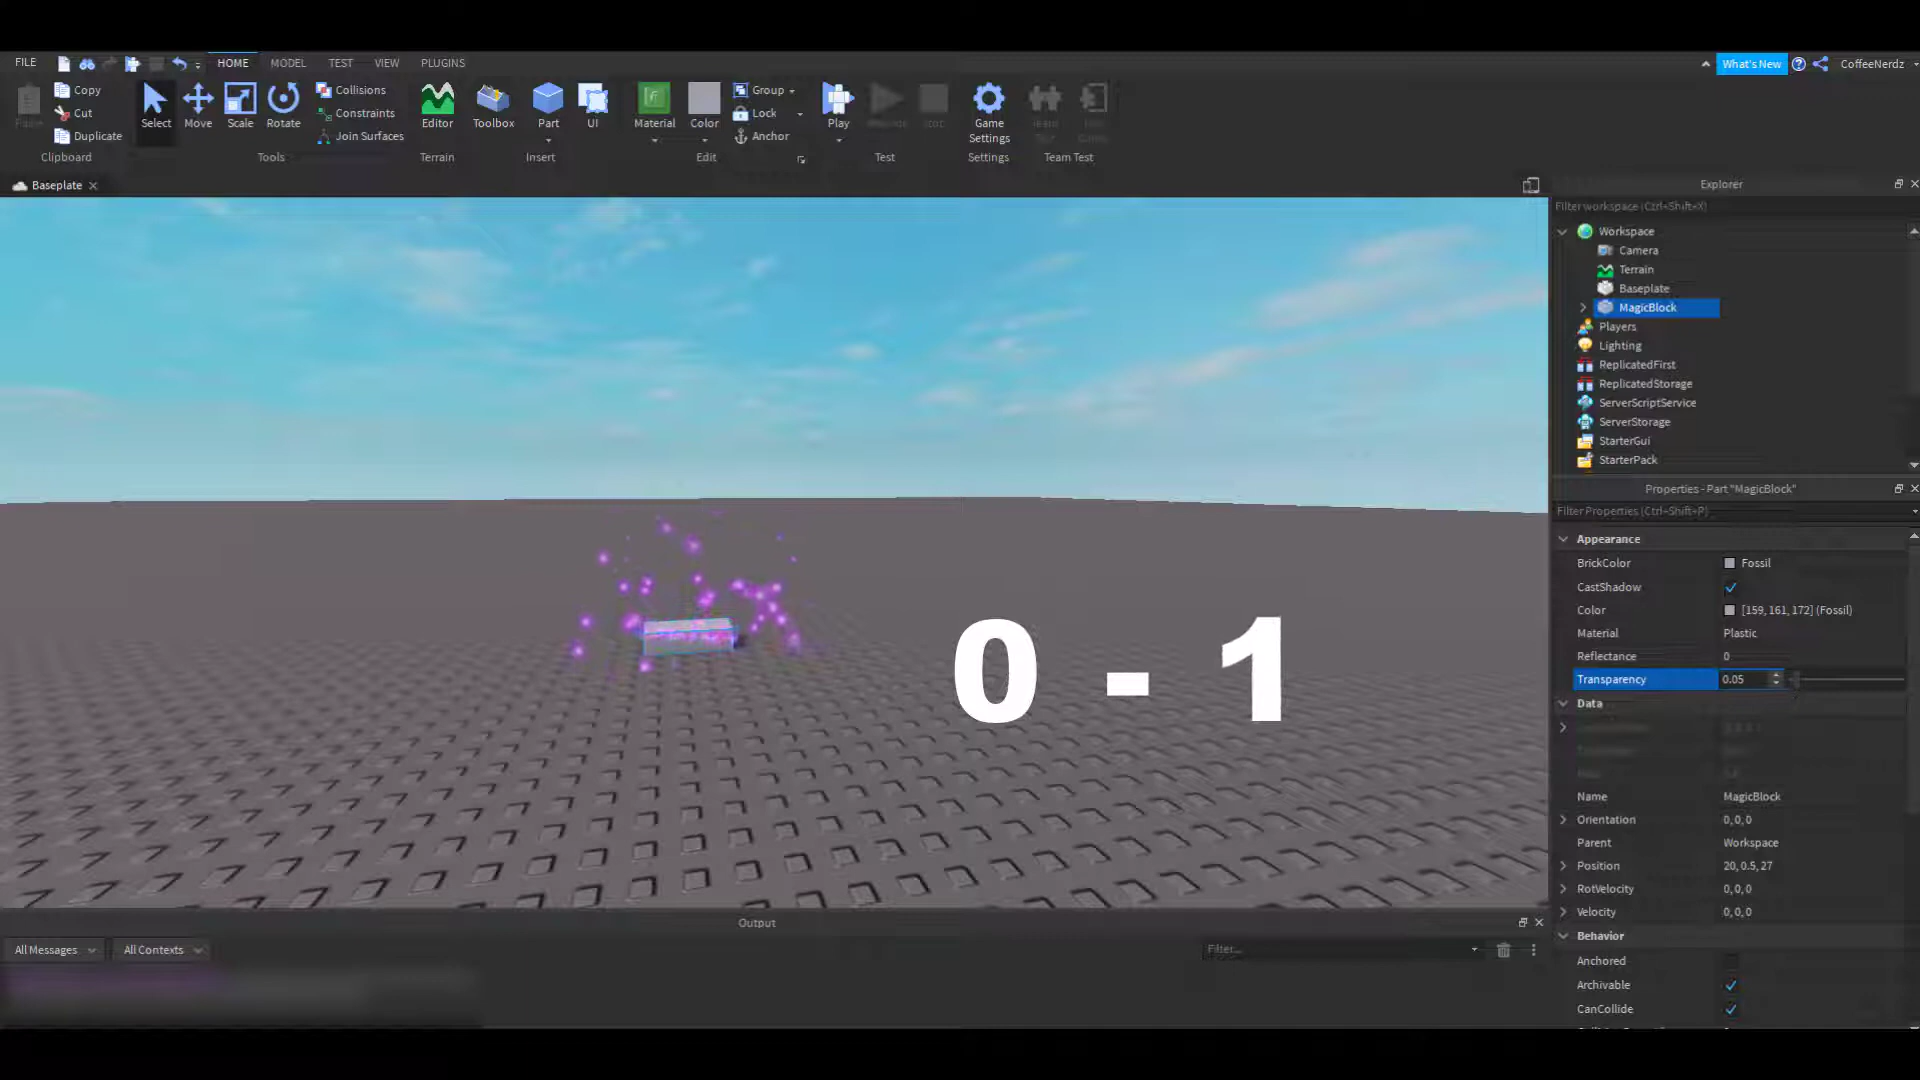 FILE HOME MODEL TEST VIEW PLUGINS What's New CoffeeNerdz
Copy
Cut
Duplicate
Clipboard
Select Move Scale Rotate
Collisions
Constraints
Join Surfaces
Tools
Editor
Terrain
Toolbox Part UI
Insert
Material Color
Group
Lock
Anchor
Edit
Play
Test
Game
Settings
Settings
Team Test
Baseplate
0 - 1
Explorer
Filter workspace (Ctrl+Shift+X)
Workspace
Camera
Terrain
Baseplate
MagicBlock
Players
Lighting
ReplicatedFirst
ReplicatedStorage
ServerScriptService
ServerStorage
StarterGui
StarterPack
Properties - Part "MagicBlock"
Filter Properties (Ctrl+Shift+P)
Appearance
BrickColor Fossil
CastShadow
Color [159, 161, 172] (Fossil)
Material Plastic
Reflectance 0
Transparency 0.05
Data
Name MagicBlock
Orientation 0, 0, 0
Parent Workspace
Position 20, 0.5, 27
RotVelocity 0, 0, 0
Velocity 0, 0, 0
Behavior
Anchored
Archivable
CanCollide
Output
All Messages All Contexts Filter...